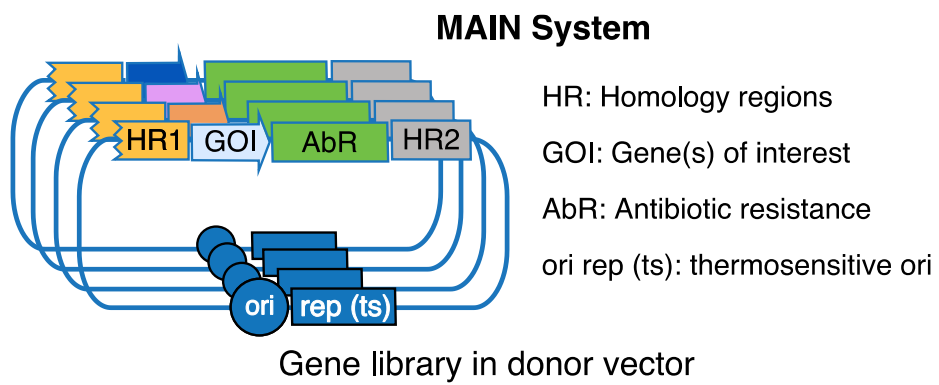 MAIN System
HR: Homology regions
GOI: Gene(s) of interest
AbR: Antibiotic resistance
ori rep (ts): thermosensitive ori
HR1 GOI AbR HR2
ori rep (ts)
Gene library in donor vector